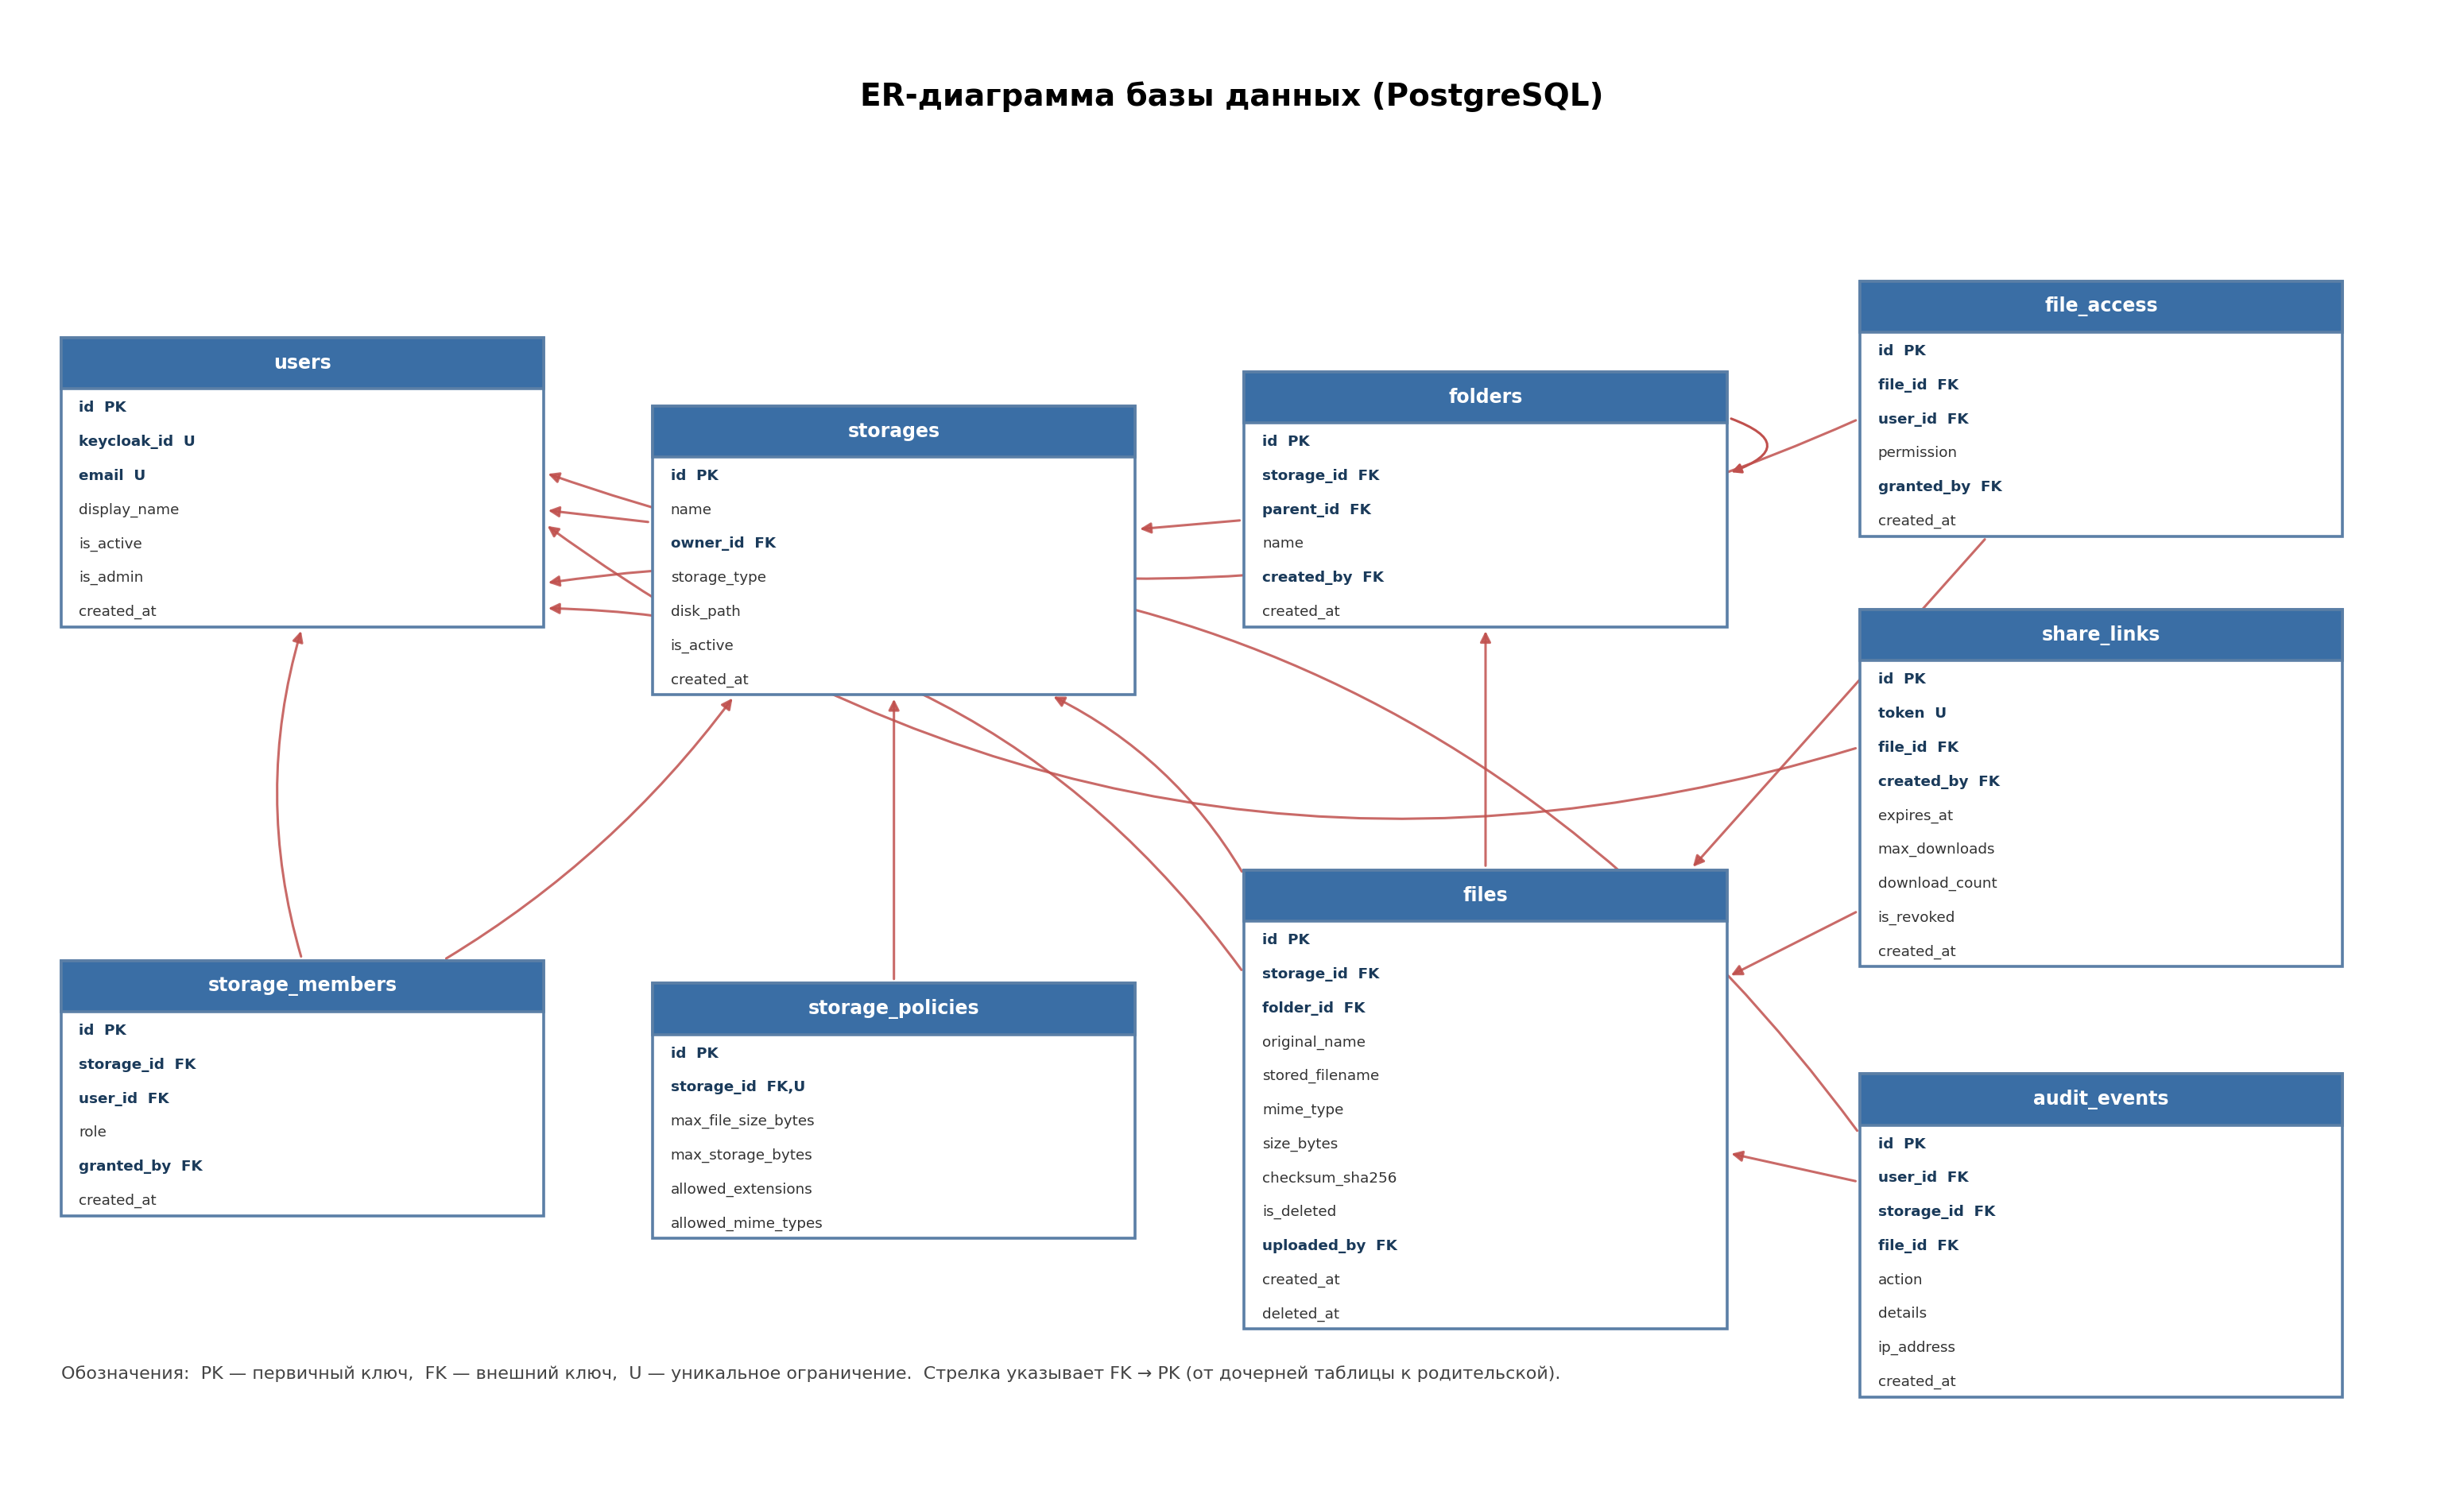 ER-диаграмма базы данных (PostgreSQL)
users
id PK
keycloak_id U
email U
display_name
is_active
is_admin
created_at
storages
id PK
name
owner_id FK
storage_type
disk_path
is_active
created_at
folders
id PK
storage_id FK
parent_id FK
name
created_by FK
created_at
file_access
id PK
file_id FK
user_id FK
permission
granted_by FK
created_at
share_links
id PK
token U
file_id FK
created_by FK
expires_at
max_downloads
download_count
is_revoked
created_at
storage_members
id PK
storage_id FK
user_id FK
role
granted_by FK
created_at
storage_policies
id PK
storage_id FK,U
max_file_size_bytes
max_storage_bytes
allowed_extensions
allowed_mime_types
files
id PK
storage_id FK
folder_id FK
original_name
stored_filename
mime_type
size_bytes
checksum_sha256
is_deleted
uploaded_by FK
created_at
deleted_at
audit_events
id PK
user_id FK
storage_id FK
file_id FK
action
details
ip_address
created_at
Обозначения: PK — первичный ключ, FK — внешний ключ, U — уникальное ограничение. Стрелка указывает FK → PK (от дочерней таблицы к родительской).